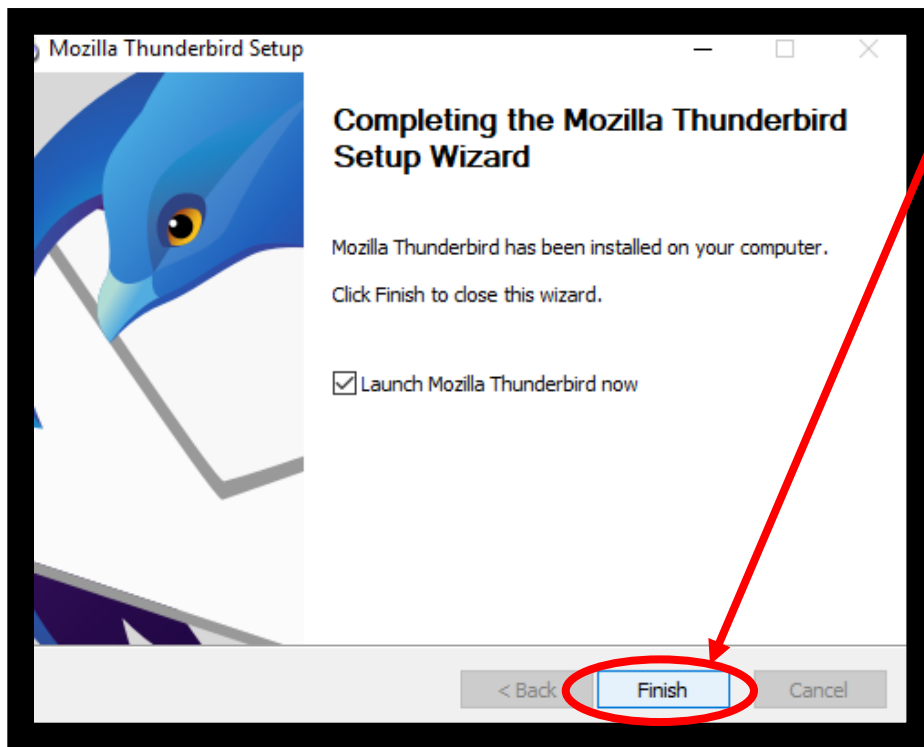 Mozilla Thunderbird Setup
Completing the Mozilla Thunderbird
Setup Wizard
Mozilla Thunderbird has been installed on your computer.
Click Finish to close this wizard.
Launch Mozilla Thunderbird now
< Back Finish Cancel